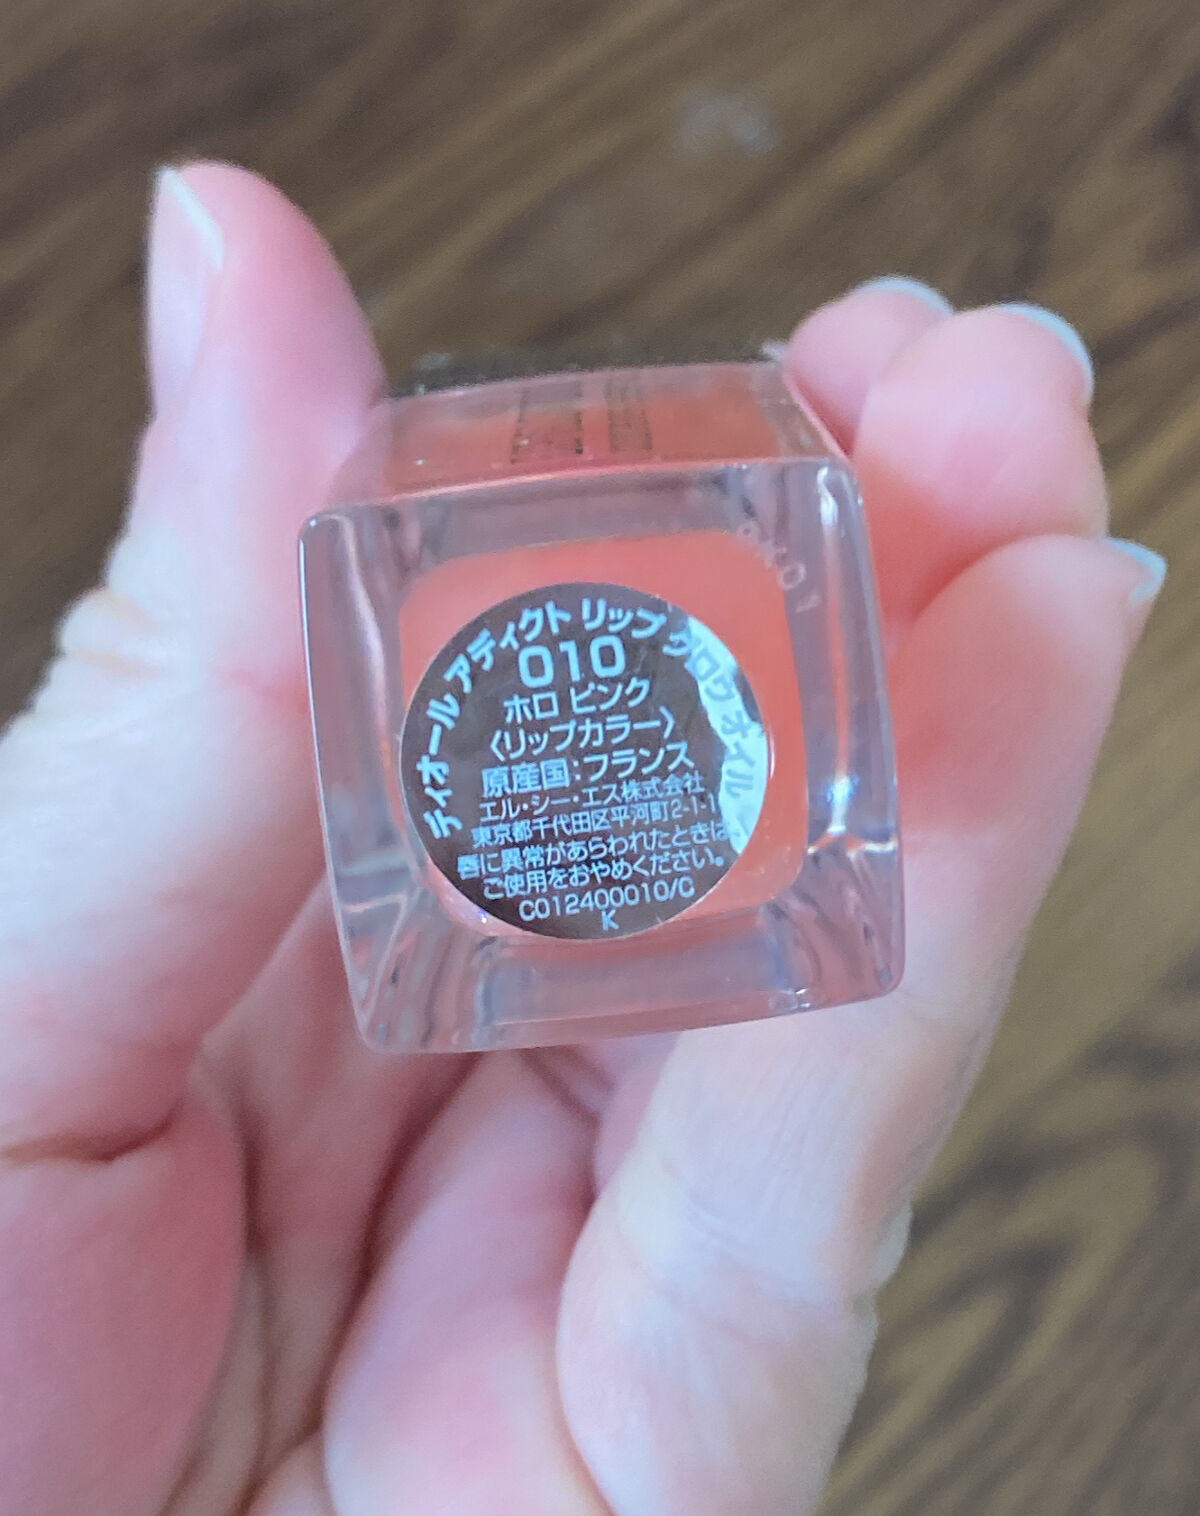 ディオール アディクト リップ グロウ オイル
010
ホロ ピンク
〈リップカラー〉
原産国:フランス
エル・シー・エス株式会社
東京都千代田区平河町2-1-1
唇に異常があらわれたときは
ご使用をおやめください。
C012400010/C
K